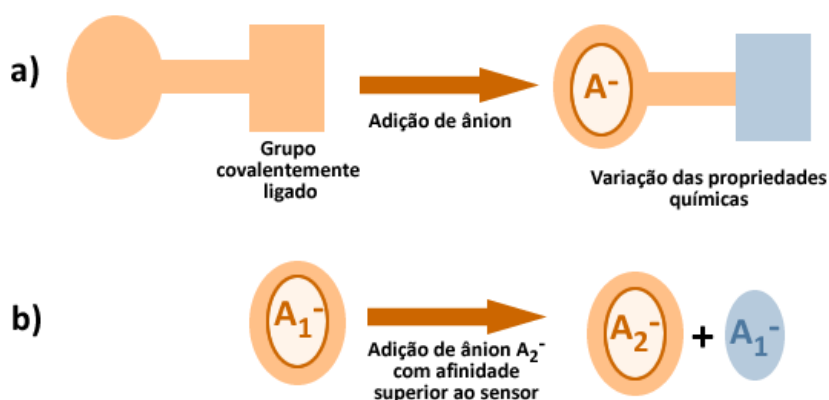 a)
A⁻
Adição de ânion
Grupo
covalentemente
ligado
Variação das propriedades
químicas
b)
A₁⁻
Adição de ânion A₂⁻
com afinidade
superior ao sensor
A₂⁻ + A₁⁻